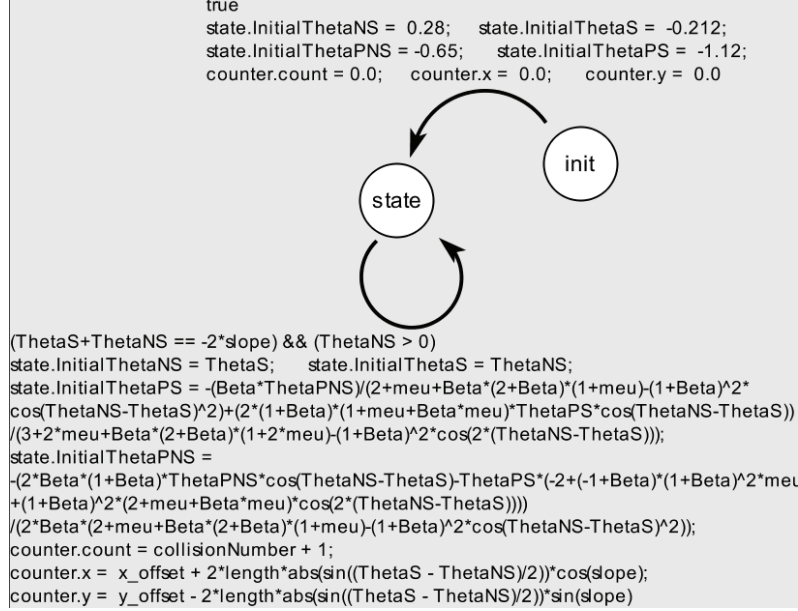 true
state.InitialThetaNS = 0.28; state.InitialThetaS = -0.212;
state.InitialThetaPNS = -0.65; state.InitialThetaPS = -1.12;
counter.count = 0.0; counter.x = 0.0; counter.y = 0.0
init
state
(ThetaS+ThetaNS == -2*slope) && (ThetaNS > 0)
state.InitialThetaNS = ThetaS; state.InitialThetaS = ThetaNS;
state.InitialThetaPS = -(Beta*ThetaPNS)/(2+meu+Beta*(2+Beta)*(1+meu)-(1+Beta)^2*
cos(ThetaNS-ThetaS)^2)+(2*(1+Beta)*(1+meu+Beta*meu)*ThetaPS*cos(ThetaNS-ThetaS))
/(3+2*meu+Beta*(2+Beta)*(1+2*meu)-(1+Beta)^2*cos(2*(ThetaNS-ThetaS)));
state.InitialThetaPNS =
-(2*Beta*(1+Beta)*ThetaPNS*cos(ThetaNS-ThetaS)-ThetaPS*(-2+(-1+Beta)*(1+Beta)^2*meu
+(1+Beta)^2*(2+meu+Beta*meu)*cos(2*(ThetaNS-ThetaS))))
/(2*Beta*(2+meu+Beta*(2+Beta)*(1+meu)-(1+Beta)^2*cos(ThetaNS-ThetaS)^2));
counter.count = collisionNumber + 1;
counter.x = x_offset + 2*length*abs(sin((ThetaS - ThetaNS)/2))*cos(slope);
counter.y = y_offset - 2*length*abs(sin((ThetaS - ThetaNS)/2))*sin(slope)